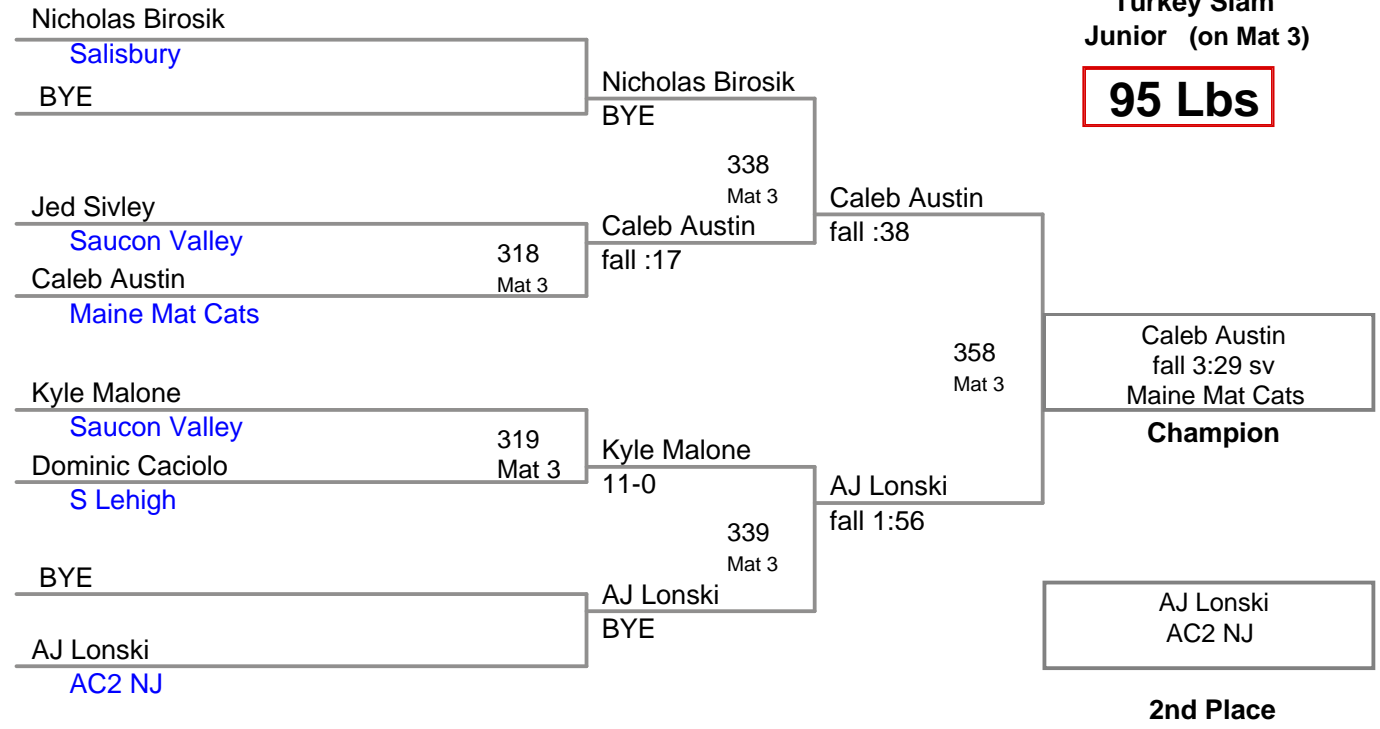 Turkey Slam
Junior (on Mat 3)
95 Lbs
Nicholas Birosik
Salisbury
BYE
Nicholas Birosik
BYE
338
Mat 3
Jed Sivley
Saucon Valley
318
Mat 3
Caleb Austin
Maine Mat Cats
Caleb Austin
fall :17
Caleb Austin
fall :38
358
Mat 3
Caleb Austin
fall 3:29 sv
Maine Mat Cats
Champion
Kyle Malone
Saucon Valley
319
Mat 3
Dominic Caciolo
S Lehigh
Kyle Malone
11-0
339
Mat 3
AJ Lonski
fall 1:56
BYE
AJ Lonski
AC2 NJ
AJ Lonski
BYE
AJ Lonski
AC2 NJ
2nd Place